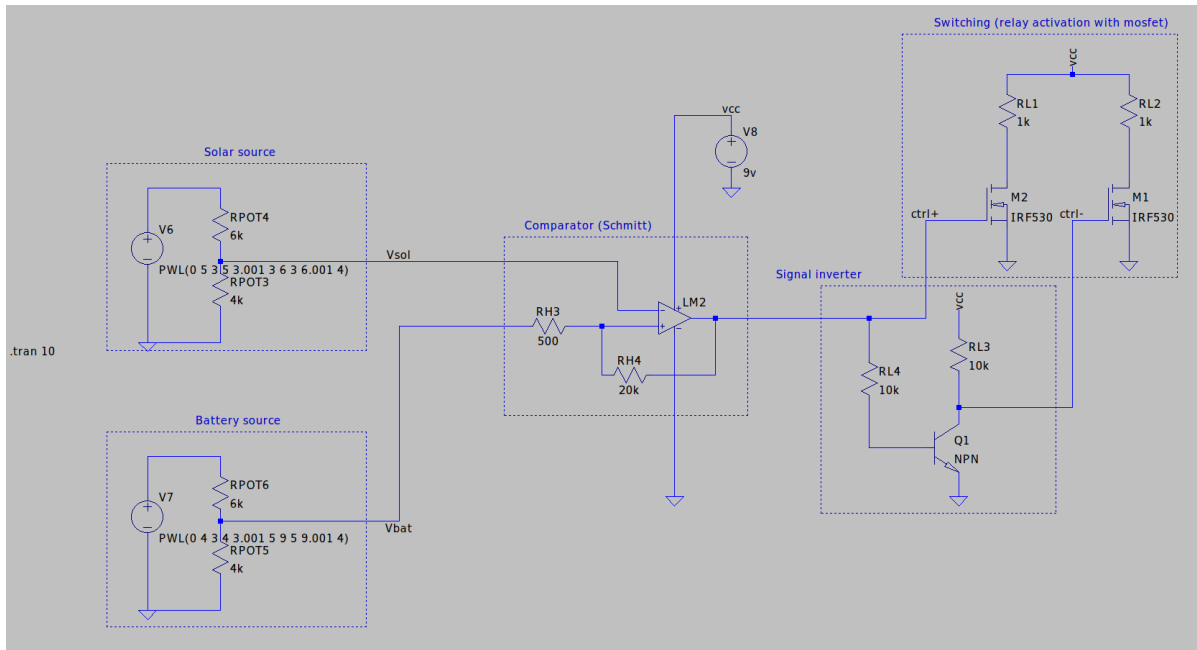 Switching (relay activation with mosfet)
vcc
RL1
1k
RL2
1k
M2
IRF530
M1
IRF530
ctrl+
ctrl-
vcc
V8
9v
Solar source
V6
PWL(0 5 3 5 3.001 3 6 3 6.001 4)
RPOT4
6k
RPOT3
4k
Vsol
Comparator (Schmitt)
LM2
RH3
500
RH4
20k
Signal inverter
vcc
RL3
10k
RL4
10k
Q1
NPN
.tran 10
Battery source
V7
PWL(0 4 3 4 3.001 5 9 5 9.001 4)
RPOT6
6k
RPOT5
4k
Vbat